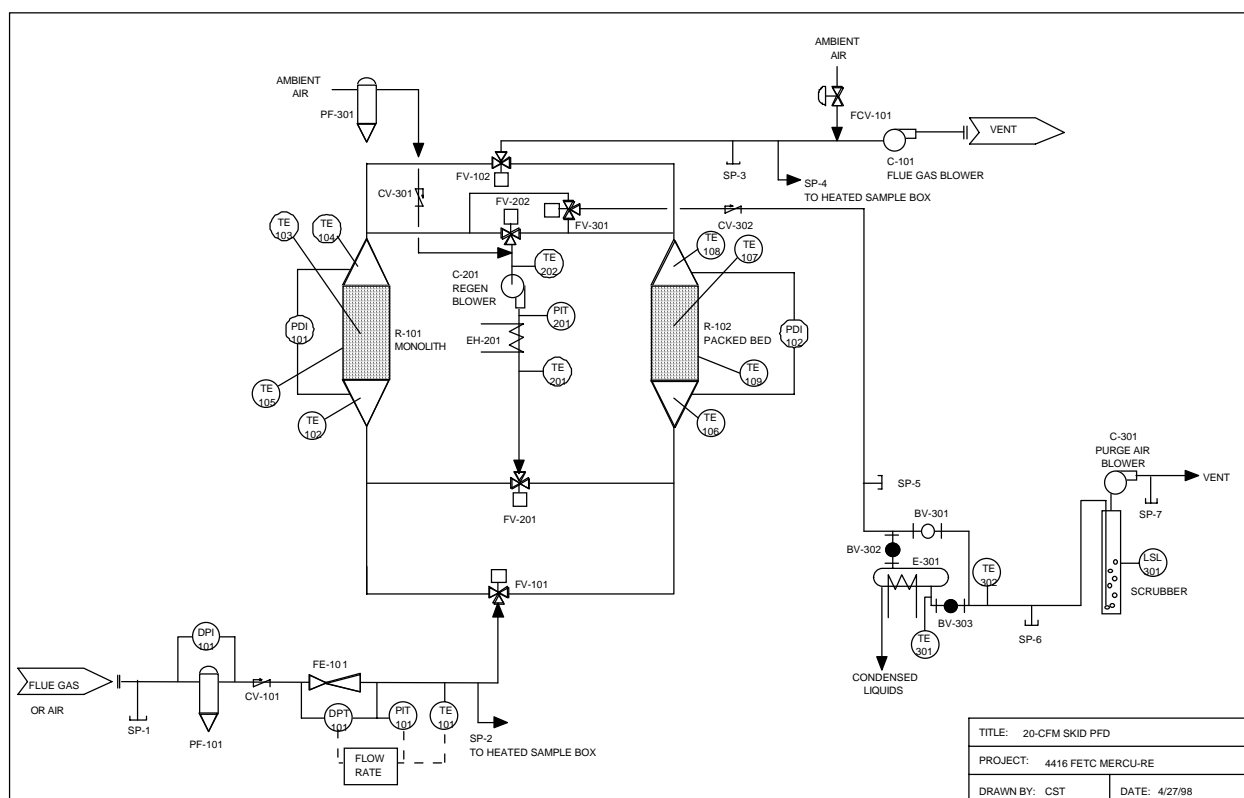 AMBIENT
AIR
PF-301
AMBIENT
AIR
FCV-101
VENT
C-101
FLUE GAS BLOWER
SP-3
SP-4
TO HEATED SAMPLE BOX
FV-102
CV-301
FV-202
FV-301
CV-302
TE
103
TE
104
TE
202
C-201
REGEN
BLOWER
TE
108
TE
107
PDI
101
R-101
MONOLITH
PIT
201
EH-201
R-102
PACKED BED
PDI
102
TE
105
TE
201
TE
109
TE
102
TE
106
FV-201
C-301
PURGE AIR
BLOWER
VENT
SP-7
SP-5
BV-301
BV-302
E-301
TE
302
LSL
301
SCRUBBER
BV-303
SP-6
TE
301
CONDENSED
LIQUIDS
FV-101
DPI
101
FLUE GAS
OR AIR
SP-1
PF-101
CV-101
FE-101
DPT
101
PIT
101
TE
101
SP-2
TO HEATED SAMPLE BOX
FLOW
RATE
TITLE: 20-CFM SKID PFD
PROJECT: 4416 FETC MERCU-RE
DRAWN BY: CST DATE: 4/27/98